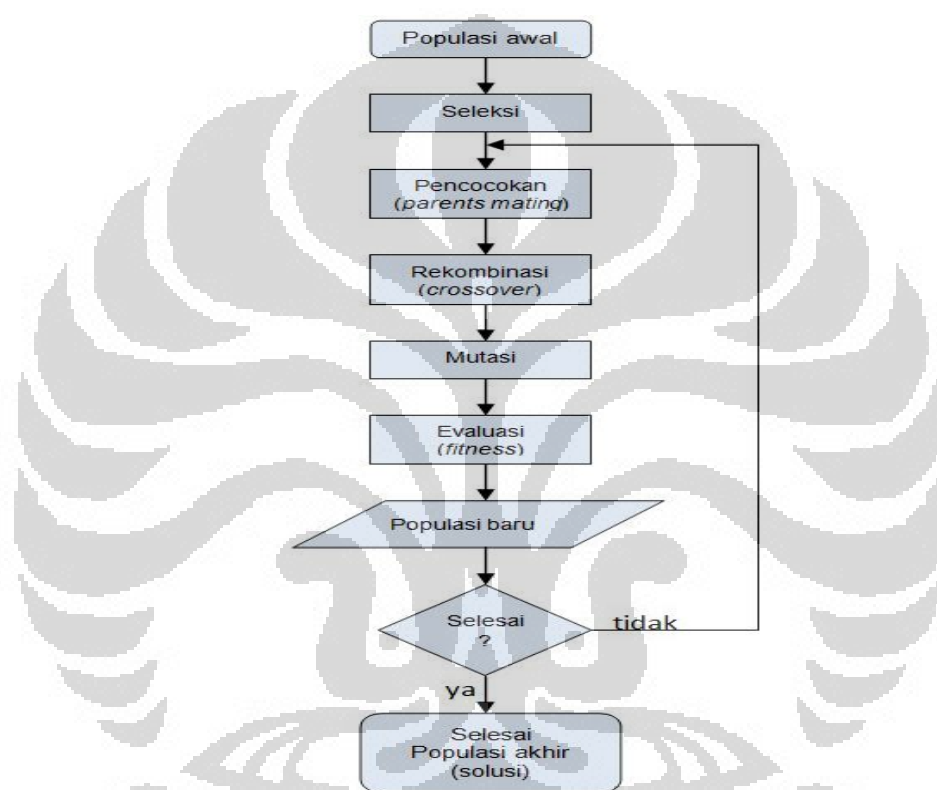 Populasi awal
Seleksi
Pencocokan
(parents mating)
Rekombinasi
(crossover)
Mutasi
Evaluasi
(fitness)
Populasi baru
Selesai
?
tidak
ya
Selesai
Populasi akhir
(solusi)